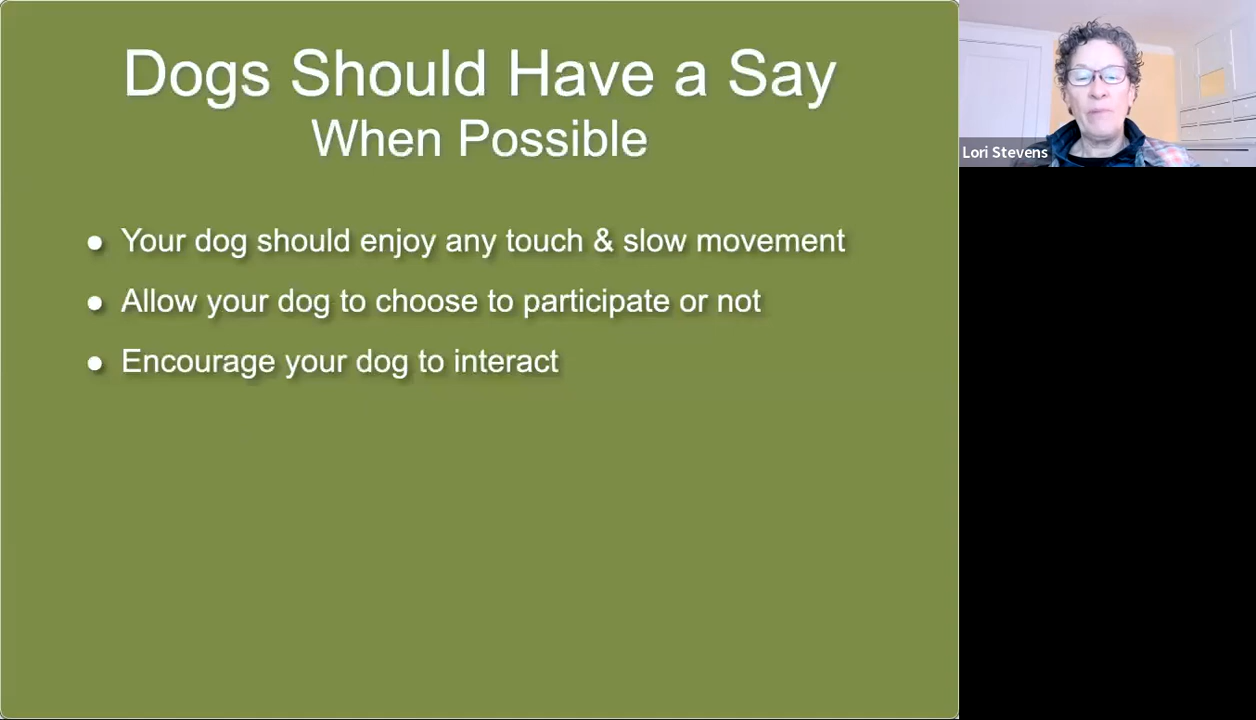 Dogs Should Have a Say
When Possible
● Your dog should enjoy any touch & slow movement
● Allow your dog to choose to participate or not
● Encourage your dog to interact
Lori Stevens